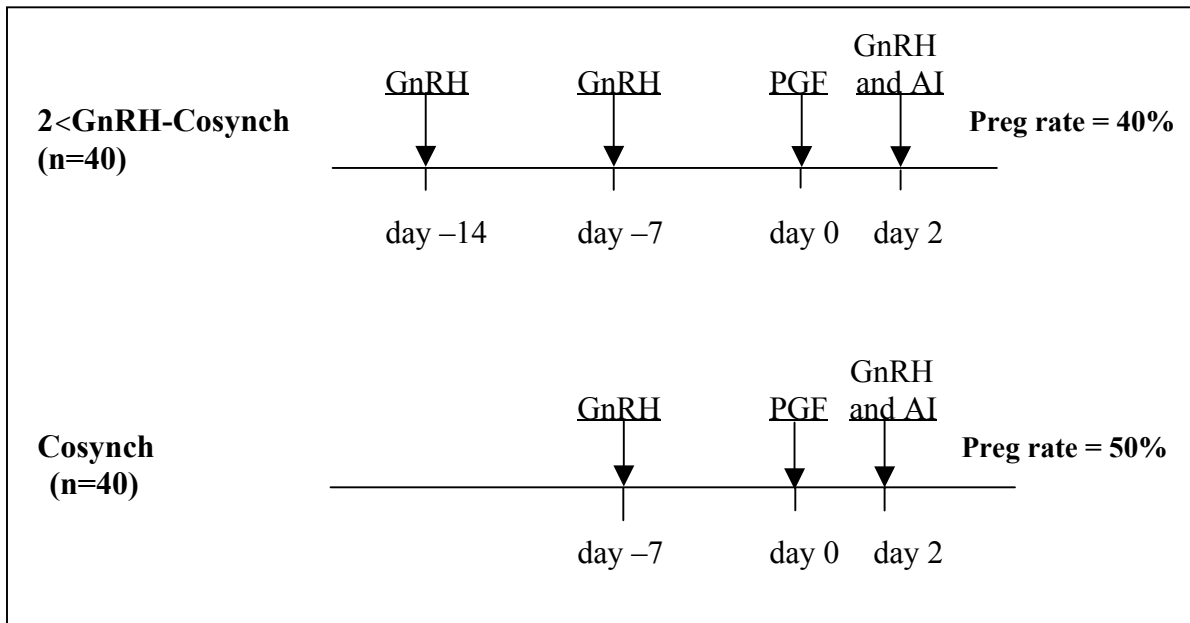 GnRH
and AI
GnRH GnRH PGF
2<GnRH-Cosynch
(n=40)
Preg rate = 40%
day –14 day –7 day 0 day 2
GnRH
and AI
GnRH PGF
Cosynch
(n=40)
Preg rate = 50%
day –7 day 0 day 2